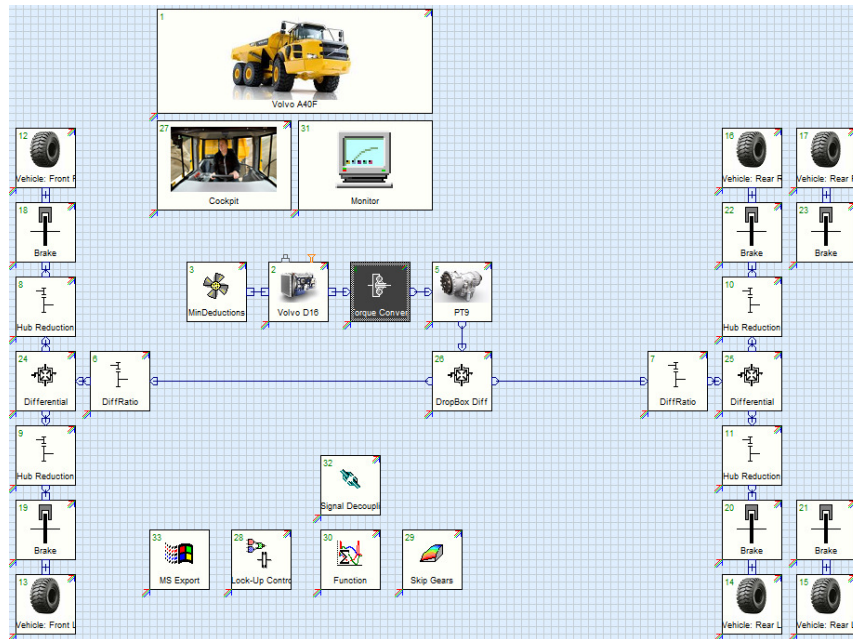 1
Volvo A40F
27
Cockpit
31
Monitor
12
Vehicle: Front
16
Vehicle: Rear R
17
Vehicle: Rear
18
Brake
22
Brake
23
Brake
3
MinDeductions
2
Volvo D16
orque Conver
5
PT9
8
Hub Reduction
10
Hub Reduction
24
Differential
6
DiffRatio
26
DropBox Diff
7
DiffRatio
25
Differential
9
Hub Reduction
11
Hub Reduction
32
Signal Decoupli
19
Brake
33
MS Export
28
Look-Up Contr
30
Function
29
Skip Gears
20
Brake
21
Brake
13
Vehicle: Front L
14
Vehicle: Rear L
15
Vehicle: Rear L